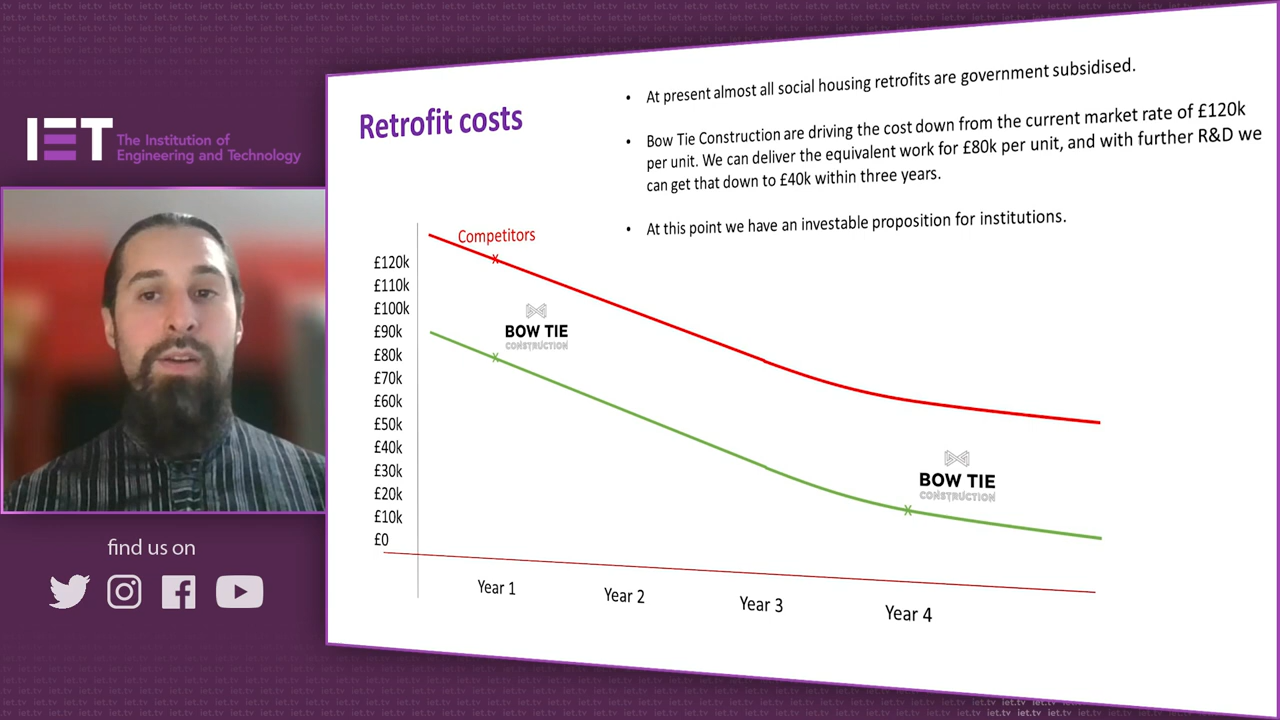 IET The Institution of
Engineering and Technology
find us on
Retrofit costs
• At present almost all social housing retrofits are government subsidised.
• Bow Tie Construction are driving the cost down from the current market rate of £120k
per unit. We can deliver the equivalent work for £80k per unit, and with further R&D we
can get that down to £40k within three years.
• At this point we have an investable proposition for institutions.
Competitors
£120k
£110k
£100k
£90k
£80k
£70k
£60k
£50k
£40k
£30k
£20k
£10k
£0
BOW TIE
CONSTRUCTION
BOW TIE
CONSTRUCTION
Year 1
Year 2
Year 3
Year 4
iet.tv